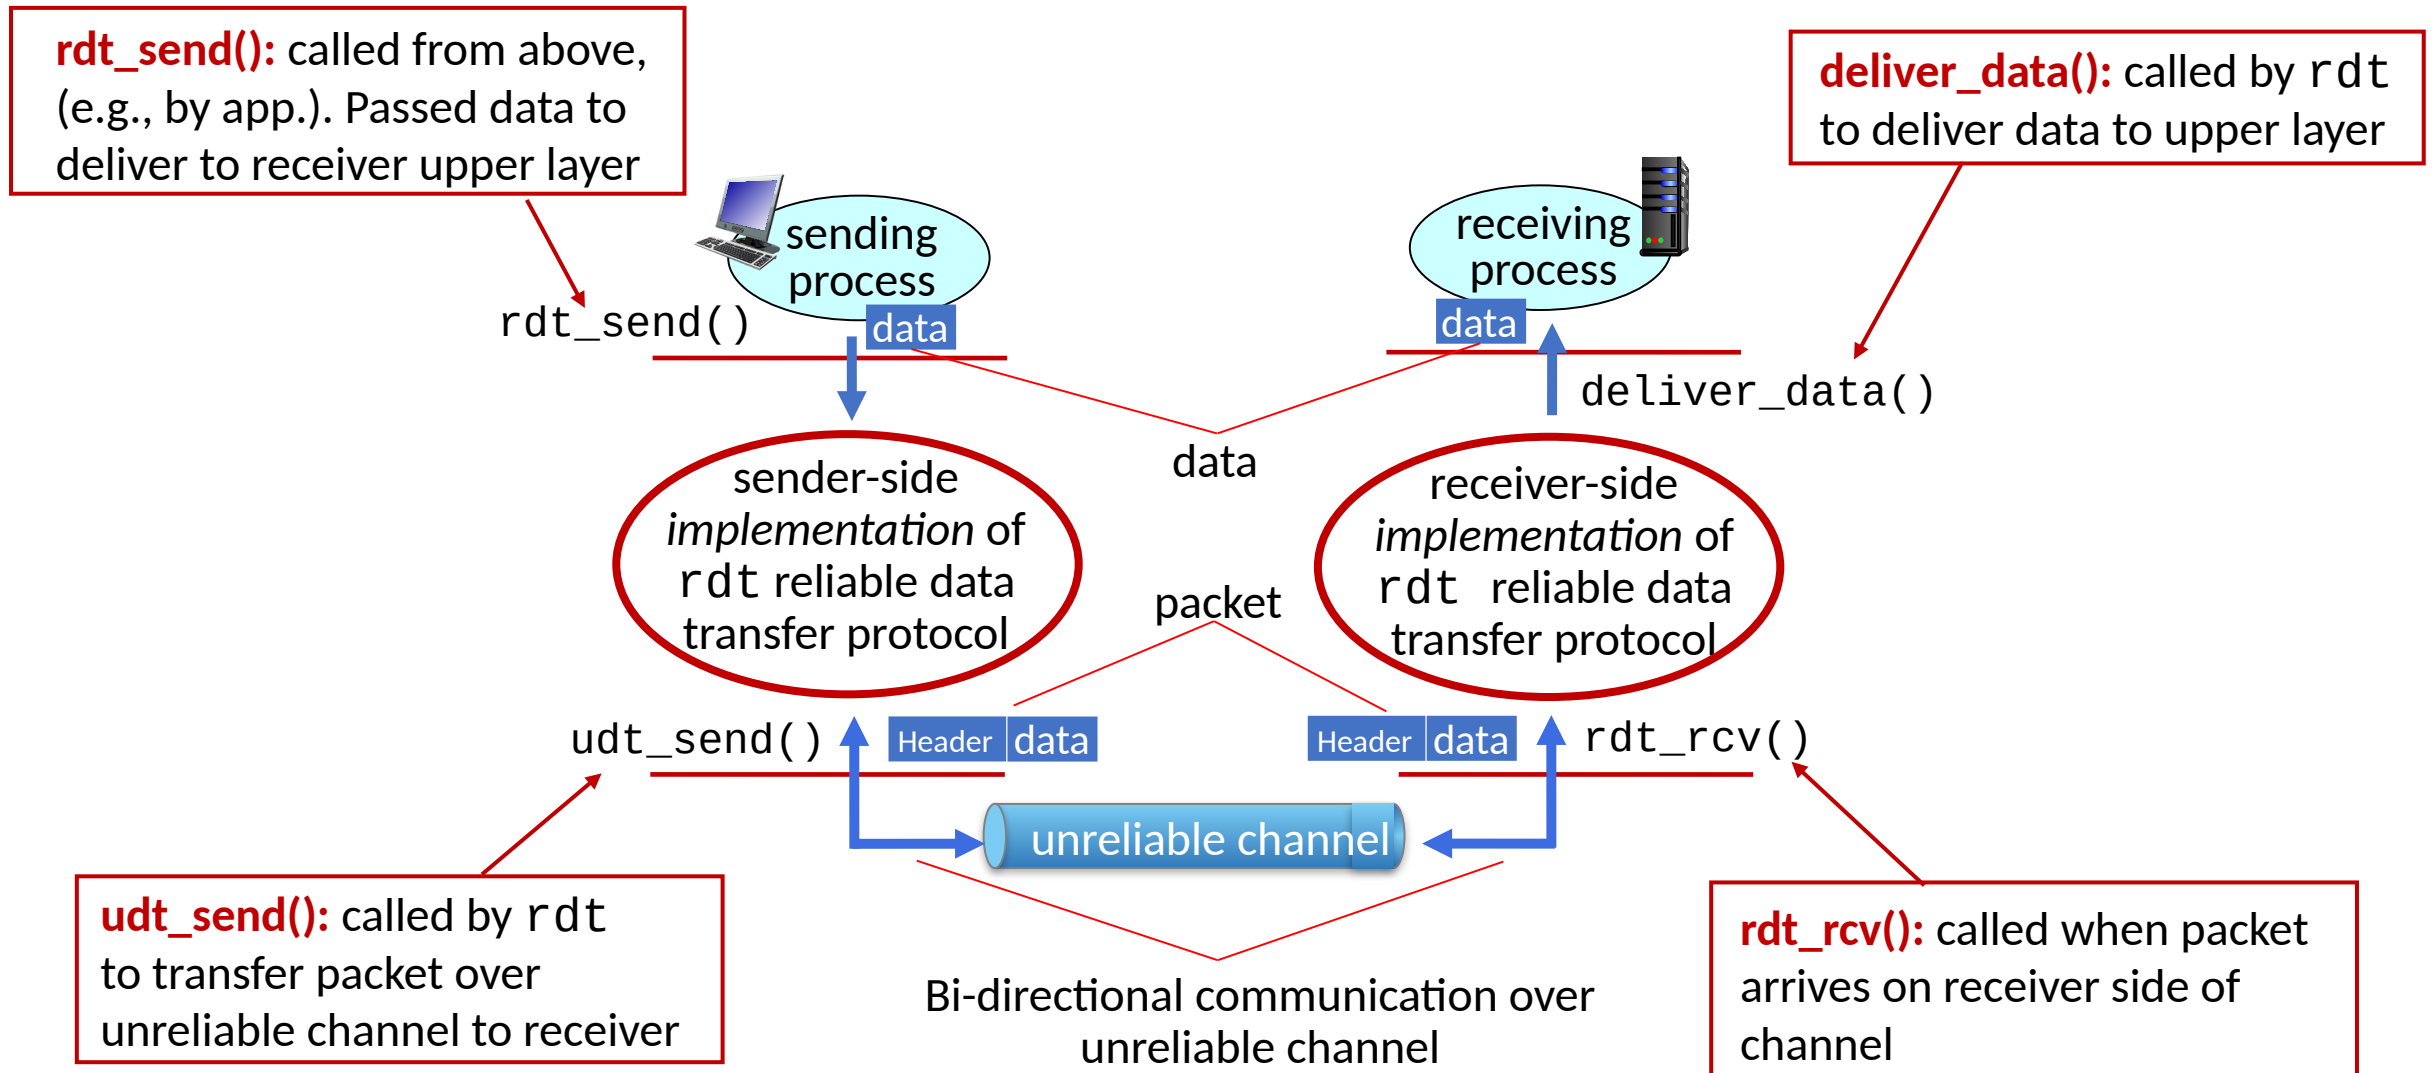 rdt_send(): called from above,
(e.g., by app.). Passed data to
deliver to receiver upper layer
deliver_data(): called by rdt
to deliver data to upper layer
sending
process
receiving
process
rdt_send()
data
data
deliver_data()
data
sender-side
implementation of
rdt reliable data
transfer protocol
receiver-side
implementation of
rdt reliable data
transfer protocol
packet
udt_send()
Header data
Header data
rdt_rcv()
unreliable channel
udt_send(): called by rdt
to transfer packet over
unreliable channel to receiver
Bi-directional communication over
unreliable channel
rdt_rcv(): called when packet
arrives on receiver side of
channel